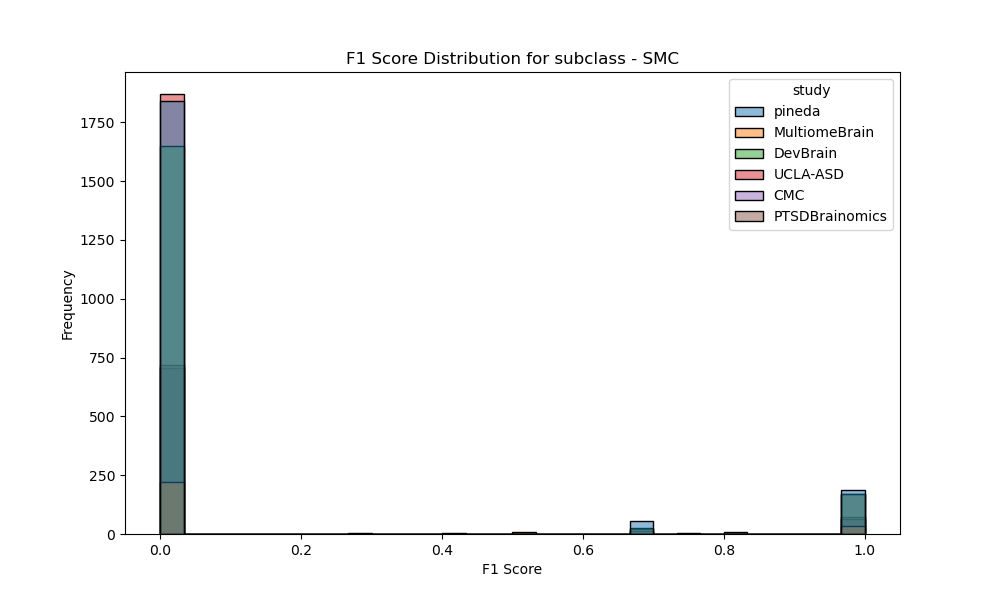 F1 Score Distribution for subclass - SMC
study
pineda
MultiomeBrain
DevBrain
UCLA-ASD
CMC
PTSDBrainomics
Frequency
1750
1500
1250
1000
750
500
250
0
0.0
0.2
0.4
0.6
0.8
1.0
F1 Score